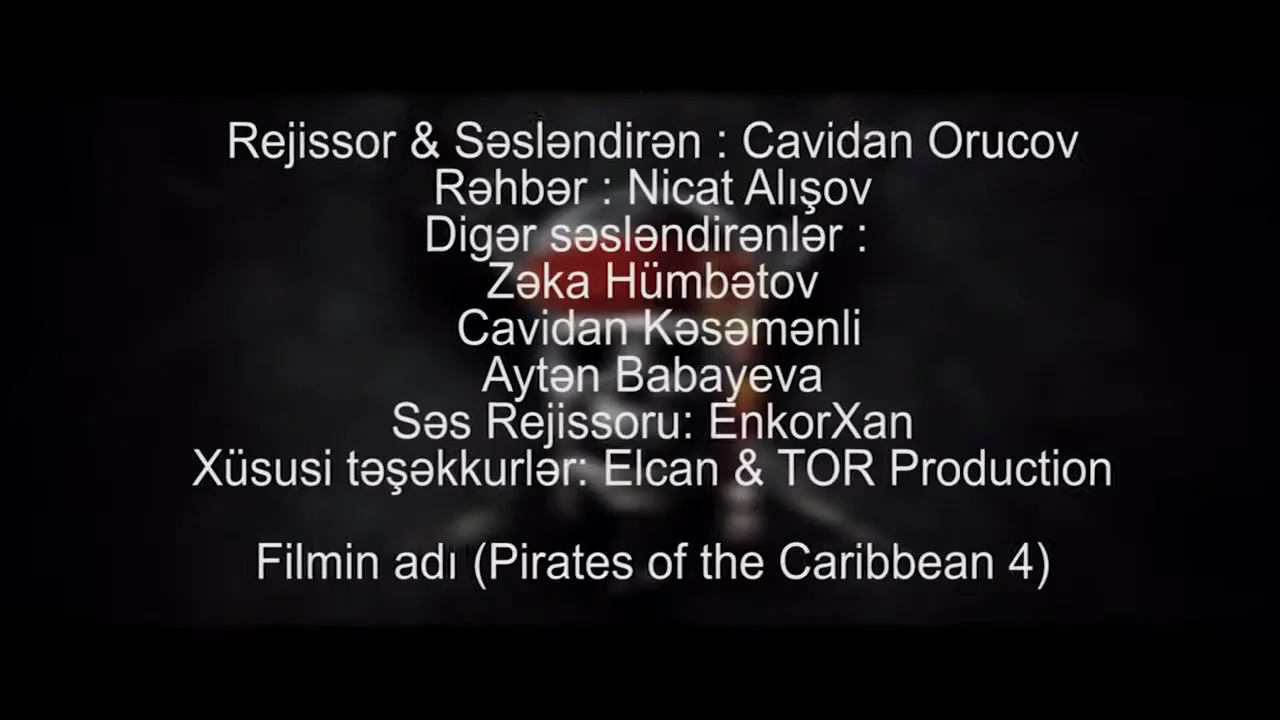 Rejissor & Səsləndirən : Cavidan Orucov
Rəhbər : Nicat Alışov
Digər səsləndirənlər :
Zəka Hümbətov
Cavidan Kəsəmənli
Aytən Babayeva
Səs Rejissoru: EnkorXan
Xüsusi təşəkkurlər: Elcan & TOR Production
Filmin adı (Pirates of the Caribbean 4)